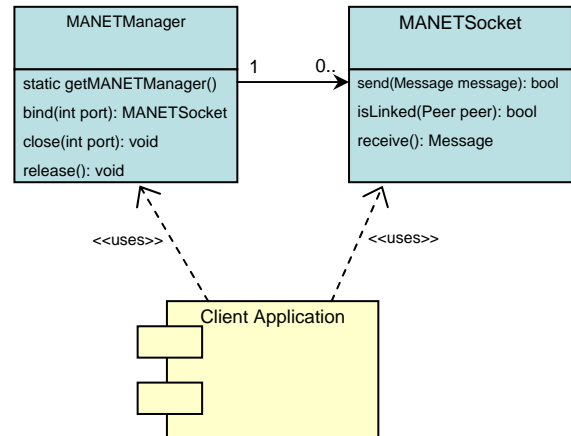 MANETManager
static getMANETManager()
bind(int port): MANETSocket
close(int port): void
release(): void
1
0..
MANETSocket
send(Message message): bool
isLinked(Peer peer): bool
receive(): Message
<<uses>>
<<uses>>
Client Application